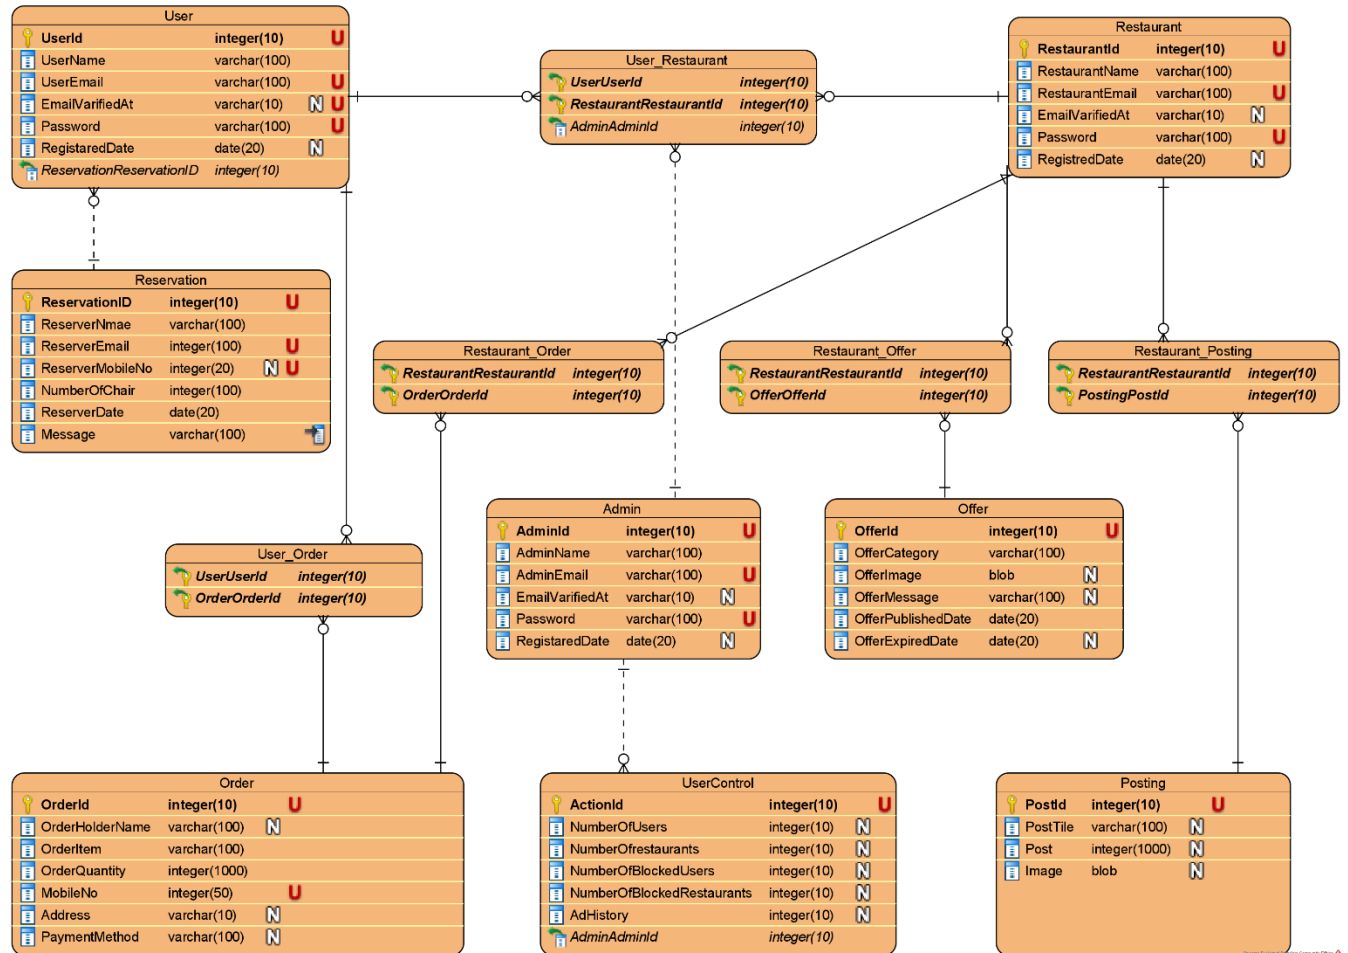 User
UserId integer(10) U
UserName varchar(100)
UserEmail varchar(100) U
EmailVarifiedAt varchar(10) N U
Password varchar(100) U
RegistaredDate date(20) N
ReservationReservationID integer(10)
User_Restaurant
UserUserId integer(10)
RestaurantRestaurantId integer(10)
AdminAdminId integer(10)
Restaurant
RestaurantId integer(10) U
RestaurantName varchar(100)
RestaurantEmail varchar(100) U
EmailVarifiedAt varchar(10) N
Password varchar(100) U
RegistredDate date(20) N
Reservation
ReservationID integer(10) U
ReserverNmae varchar(100)
ReserverEmail integer(100) U
ReserverMobileNo integer(20) N U
NumberOfChair integer(100)
ReserverDate date(20)
Message varchar(100)
Restaurant_Order
RestaurantRestaurantId integer(10)
OrderOrderId integer(10)
Restaurant_Offer
RestaurantRestaurantId integer(10)
OfferOfferId integer(10)
Restaurant_Posting
RestaurantRestaurantId integer(10)
PostingPostId integer(10)
User_Order
UserUserId integer(10)
OrderOrderId integer(10)
Admin
AdminId integer(10) U
AdminName varchar(100)
AdminEmail varchar(100) U
EmailVarifiedAt varchar(10) N
Password varchar(100) U
RegistaredDate date(20) N
Offer
OfferId integer(10) U
OfferCategory varchar(100)
OfferImage blob N
OfferMessage varchar(100) N
OfferPublishedDate date(20)
OfferExpiredDate date(20) N
Order
OrderId integer(10) U
OrderHolderName varchar(100) N
OrderItem varchar(100)
OrderQuantity integer(1000)
MobileNo integer(50) U
Address varchar(10) N
PaymentMethod varchar(100) N
UserControl
ActionId integer(10) U
NumberOfUsers integer(10) N
NumberOfrestaurants integer(10) N
NumberOfBlockedUsers integer(10) N
NumberOfBlockedRestaurants integer(10) N
AdHistory integer(10) N
AdminAdminId integer(10)
Posting
PostId integer(10) U
PostTile varchar(100) N
Post integer(1000) N
Image blob N